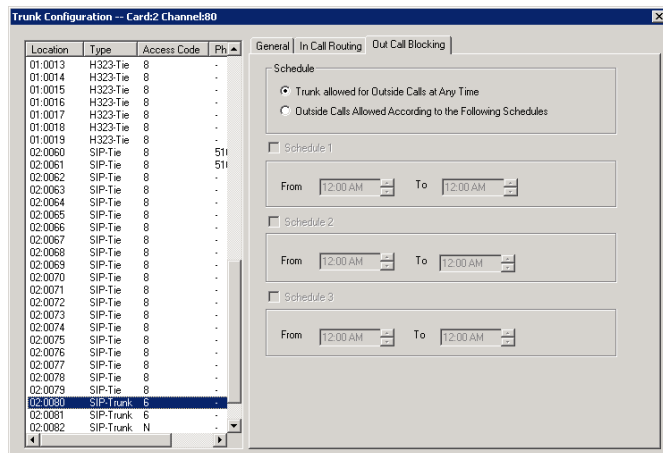 Trunk Configuration -- Card:2 Channel:80
Location Type Access Code Ph
01:0013 H323-Tie 8 -
01:0014 H323-Tie 8 -
01:0015 H323-Tie 8 -
01:0016 H323-Tie 8 -
01:0017 H323-Tie 8 -
01:0018 H323-Tie 8 -
01:0019 H323-Tie 8 -
02:0060 SIP-Tie 8 51
02:0061 SIP-Tie 8 51
02:0062 SIP-Tie 8 -
02:0063 SIP-Tie 8 -
02:0064 SIP-Tie 8 -
02:0065 SIP-Tie 8 -
02:0066 SIP-Tie 8 -
02:0067 SIP-Tie 8 -
02:0068 SIP-Tie 8 -
02:0069 SIP-Tie 8 -
02:0070 SIP-Tie 8 -
02:0071 SIP-Tie 8 -
02:0072 SIP-Tie 8 -
02:0073 SIP-Tie 8 -
02:0074 SIP-Tie 8 -
02:0075 SIP-Tie 8 -
02:0076 SIP-Tie 8 -
02:0077 SIP-Tie 8 -
02:0078 SIP-Tie 8 -
02:0079 SIP-Tie 8 -
02:0080 SIP-Trunk 6 -
02:0081 SIP-Trunk 6 -
02:0082 SIP-Trunk N -
General In Call Routing Out Call Blocking
Schedule
Trunk allowed for Outside Calls at Any Time
Outside Calls Allowed According to the Following Schedules
Schedule 1
From 12:00 AM To 12:00 AM
Schedule 2
From 12:00 AM To 12:00 AM
Schedule 3
From 12:00 AM To 12:00 AM